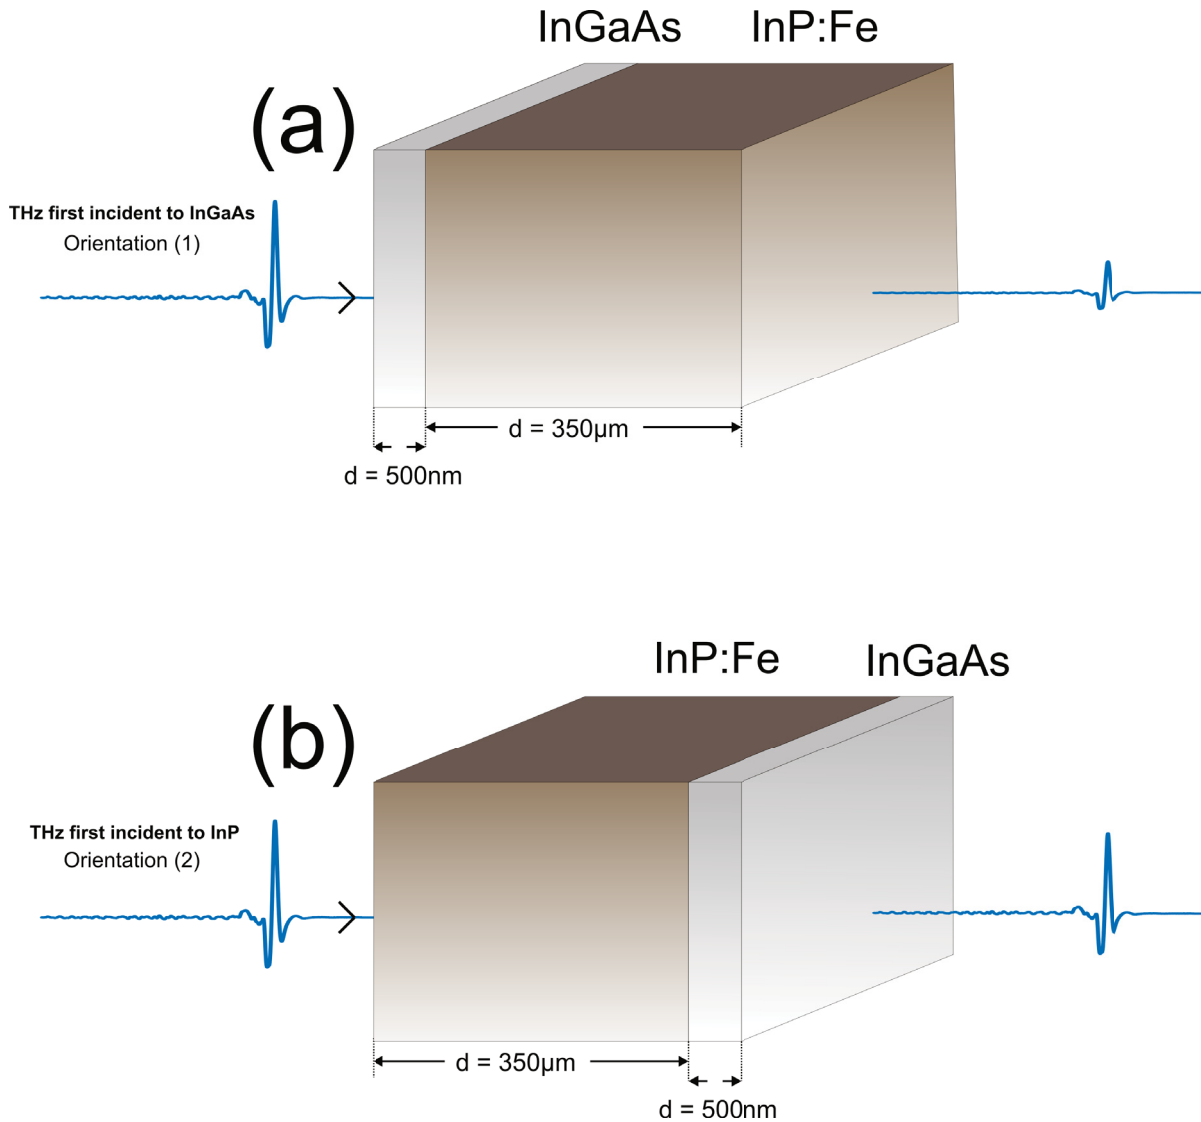 InGaAs InP:Fe
(a)
THz first incident to InGaAs
Orientation (1)
d = 350µm
d = 500nm
InP:Fe InGaAs
(b)
THz first incident to InP
Orientation (2)
d = 350µm
d = 500nm